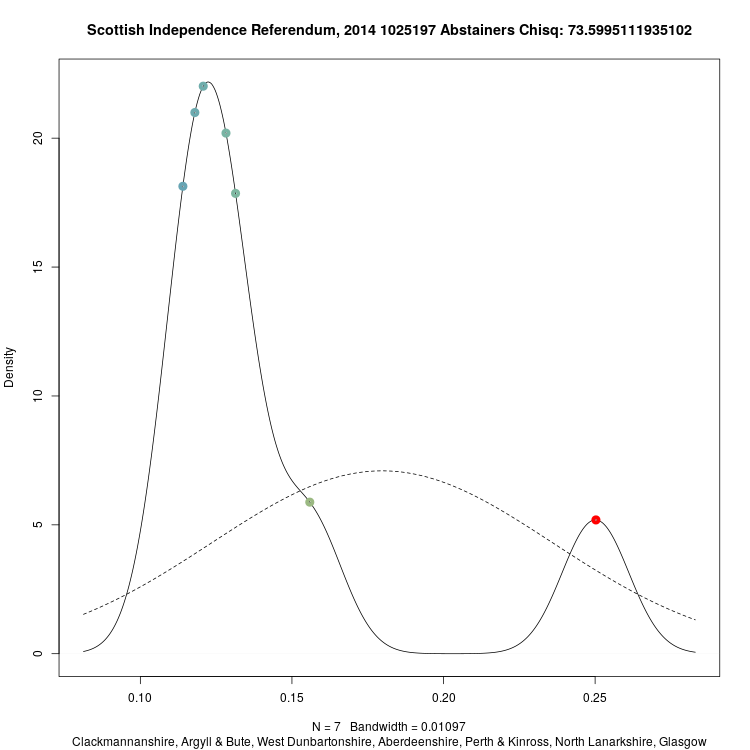 Scottish Independence Referendum, 2014 1025197 Abstainers Chisq: 73.5995111935102
Density
20
15
10
5
0
0.10 0.15 0.20 0.25
N = 7 Bandwidth = 0.01097
Clackmannanshire, Argyll & Bute, West Dunbartonshire, Aberdeenshire, Perth & Kinross, North Lanarkshire, Glasgow